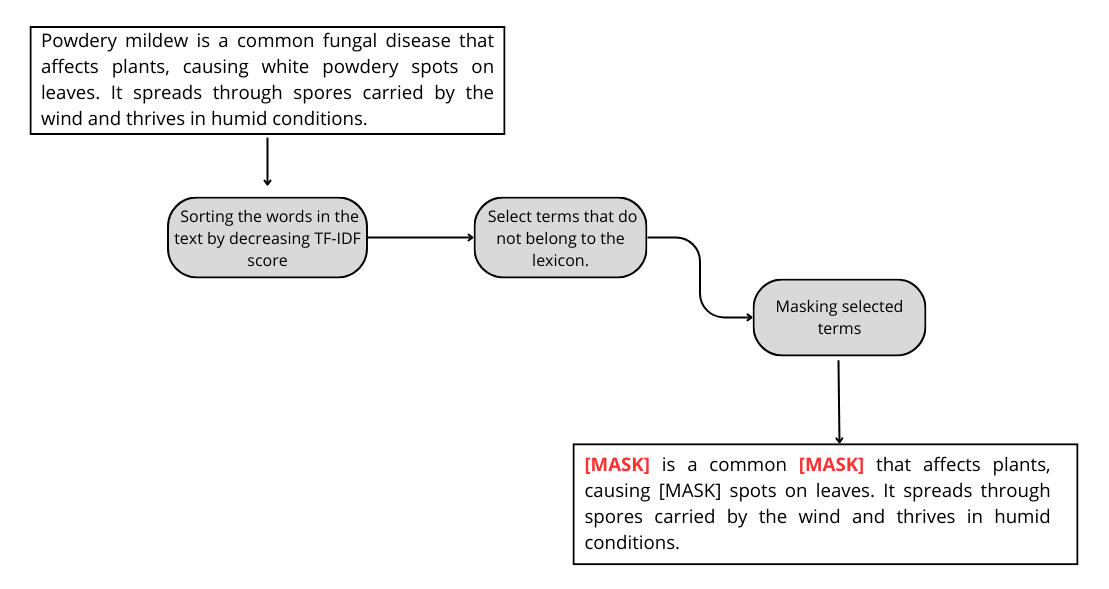 Powdery mildew is a common fungal disease that
affects plants, causing white powdery spots on
leaves. It spreads through spores carried by the
wind and thrives in humid conditions.
Sorting the words in the
text by decreasing TF-IDF
score
Select terms that do
not belong to the
lexicon.
Masking selected
terms
[MASK] is a common [MASK] that affects plants,
causing [MASK] spots on leaves. It spreads through
spores carried by the wind and thrives in humid
conditions.